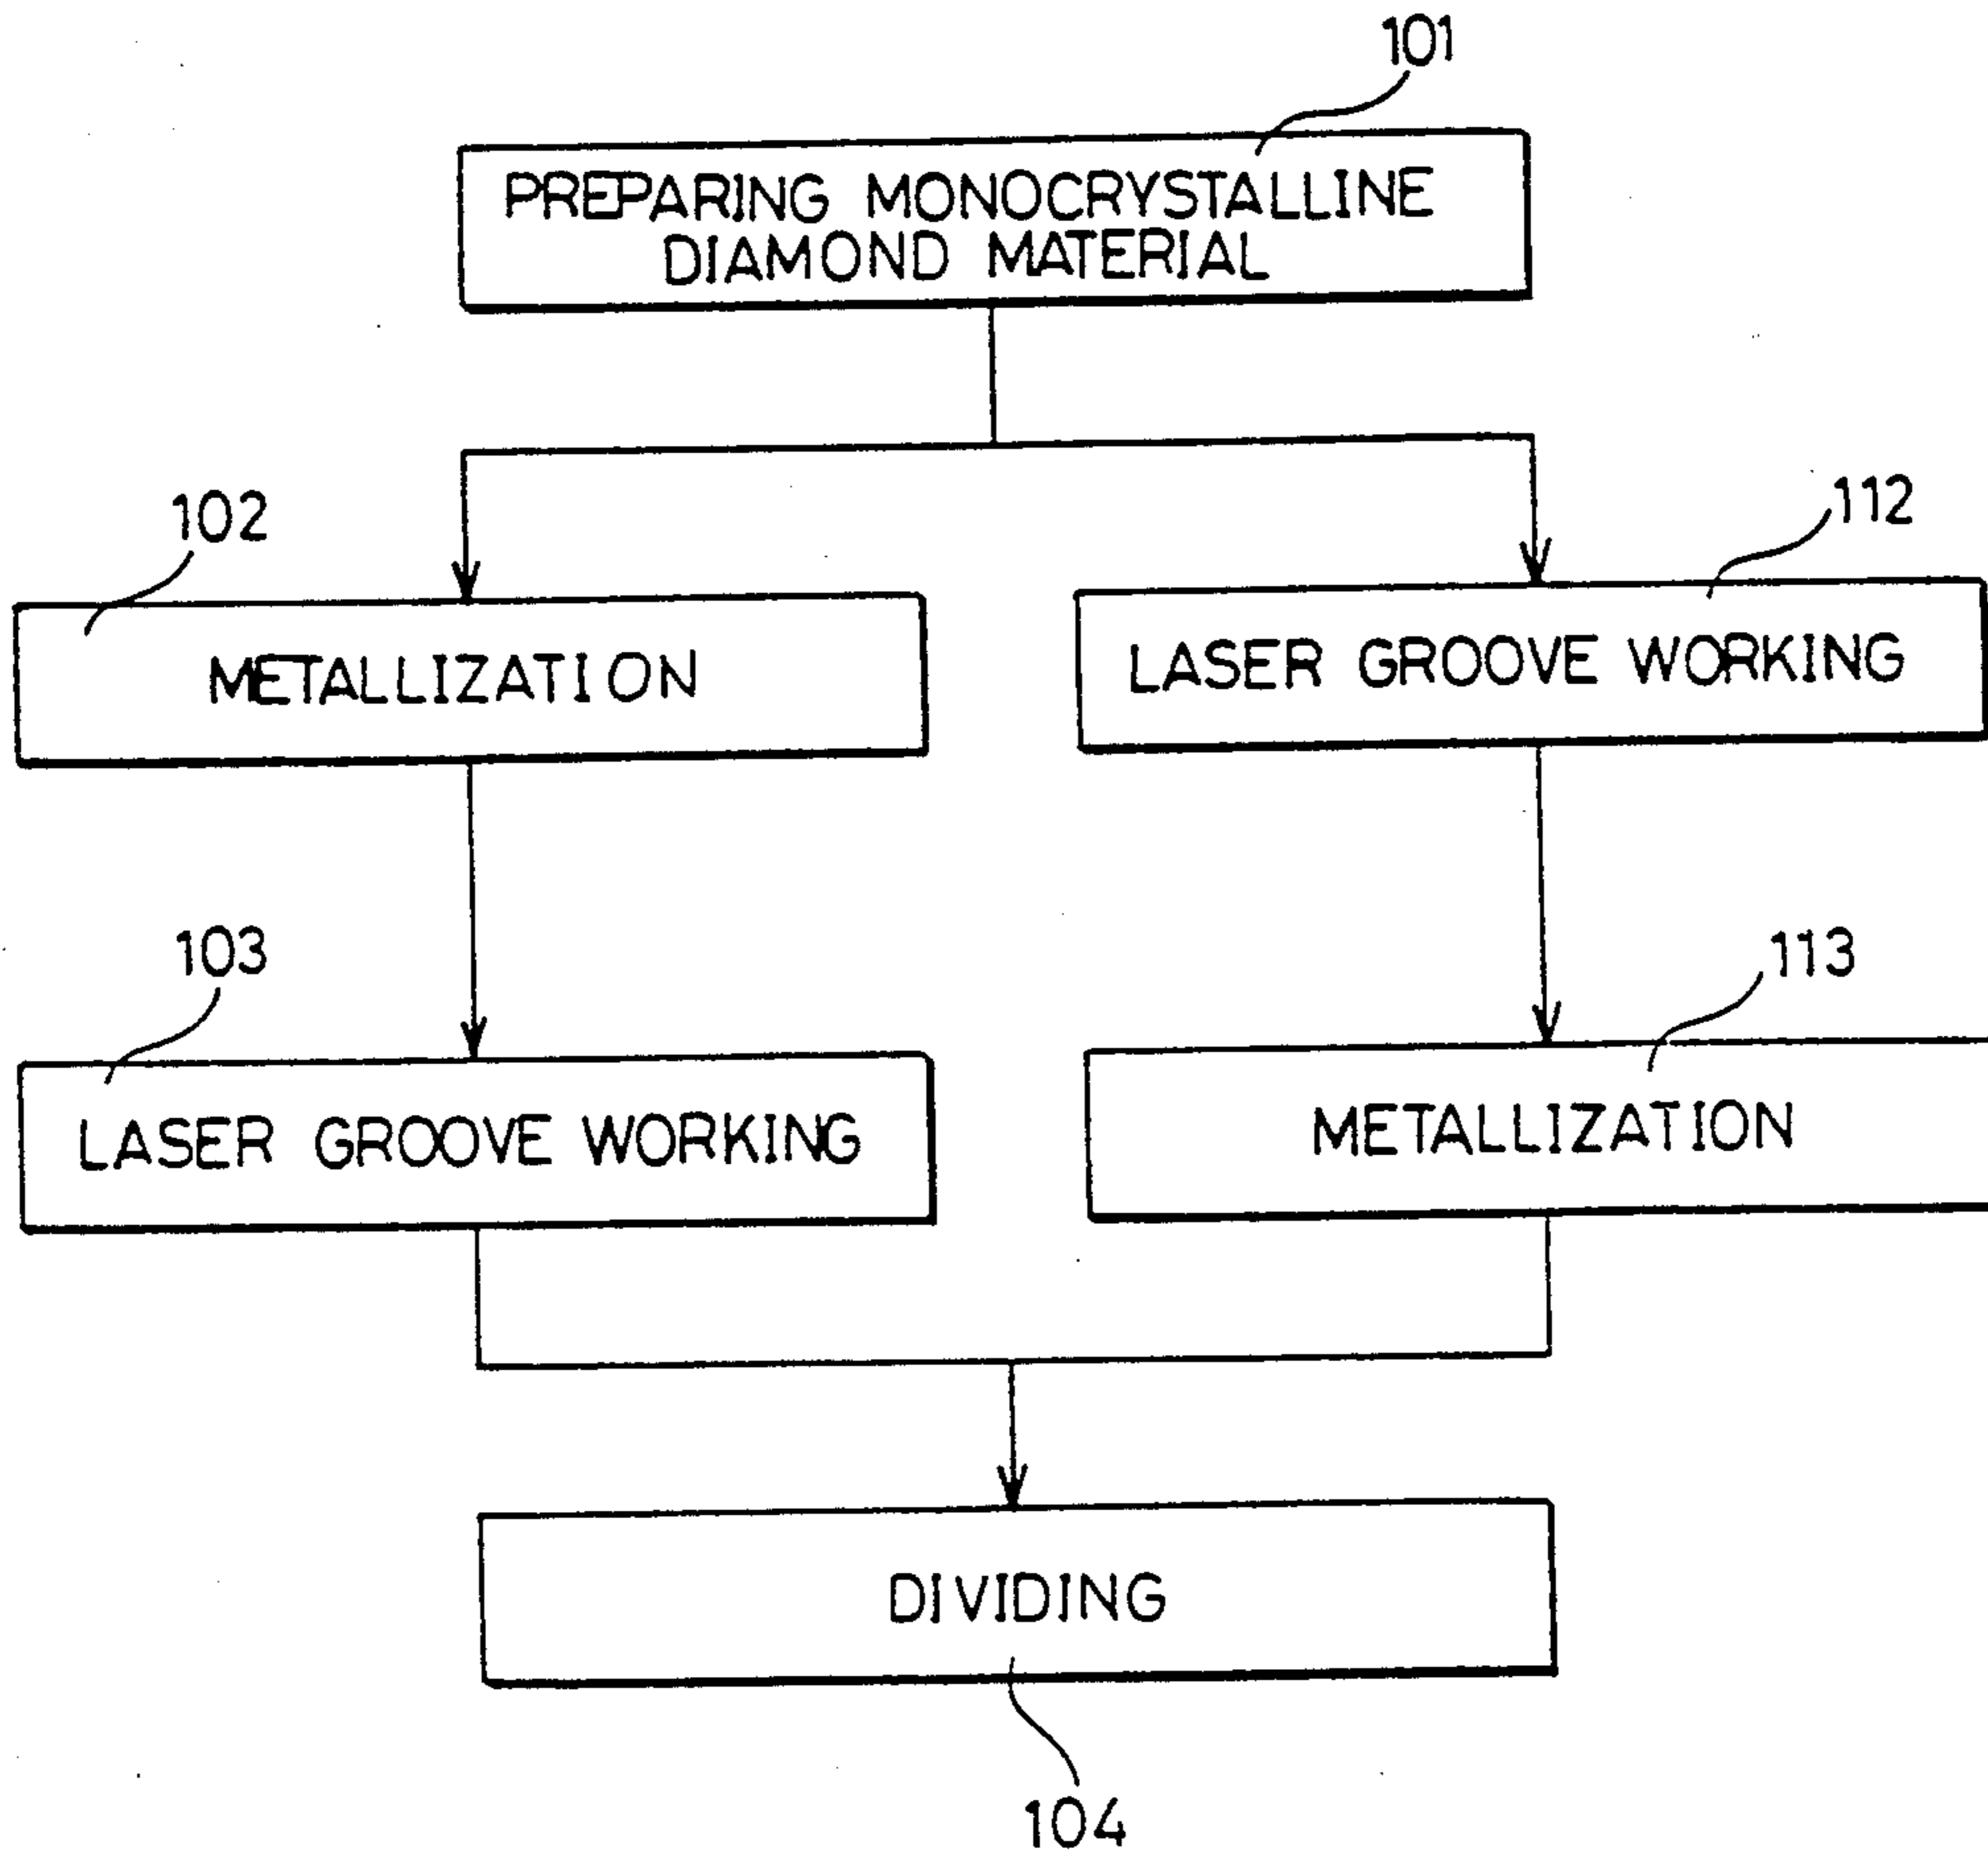 101
PREPARING MONOCRYSTALLINE
DIAMOND MATERIAL
102
112
METALLIZATION
LASER GROOVE WORKING
103
113
LASER GROOVE WORKING
METALLIZATION
DIVIDING
104